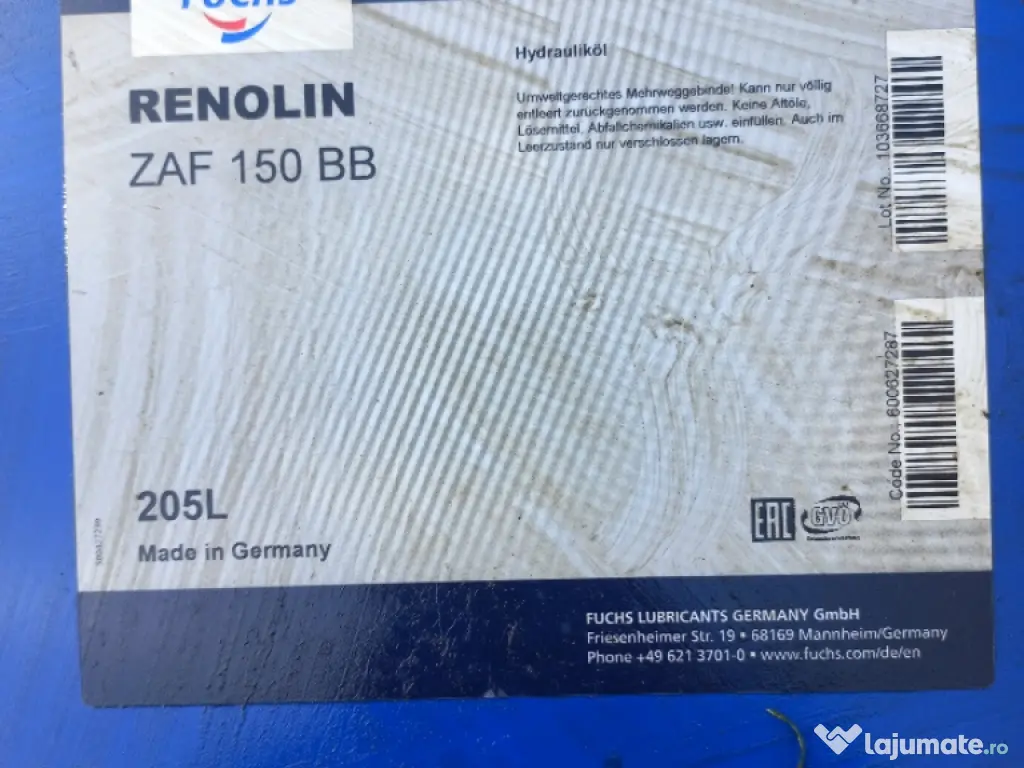 FUCHS
RENOLIN
ZAF 150 BB
Hydrauliköl
Umweltgerechtes Mehrweggebinde! Kann nur völlig
entleert zurückgenommen werden. Keine Altöle,
Lösemittel, Abfallchemikalien usw. einfüllen. Auch im
Leerzustand nur verschlossen lagern.
Lot No.: 103668727
Code No.: 600627287
205L
Made in Germany
EAC
GVÖ
FUCHS LUBRICANTS GERMANY GmbH
Friesenheimer Str. 19 • 68169 Mannheim/Germany
Phone +49 621 3701-0 • www.fuchs.com/de/en
lajumate.ro